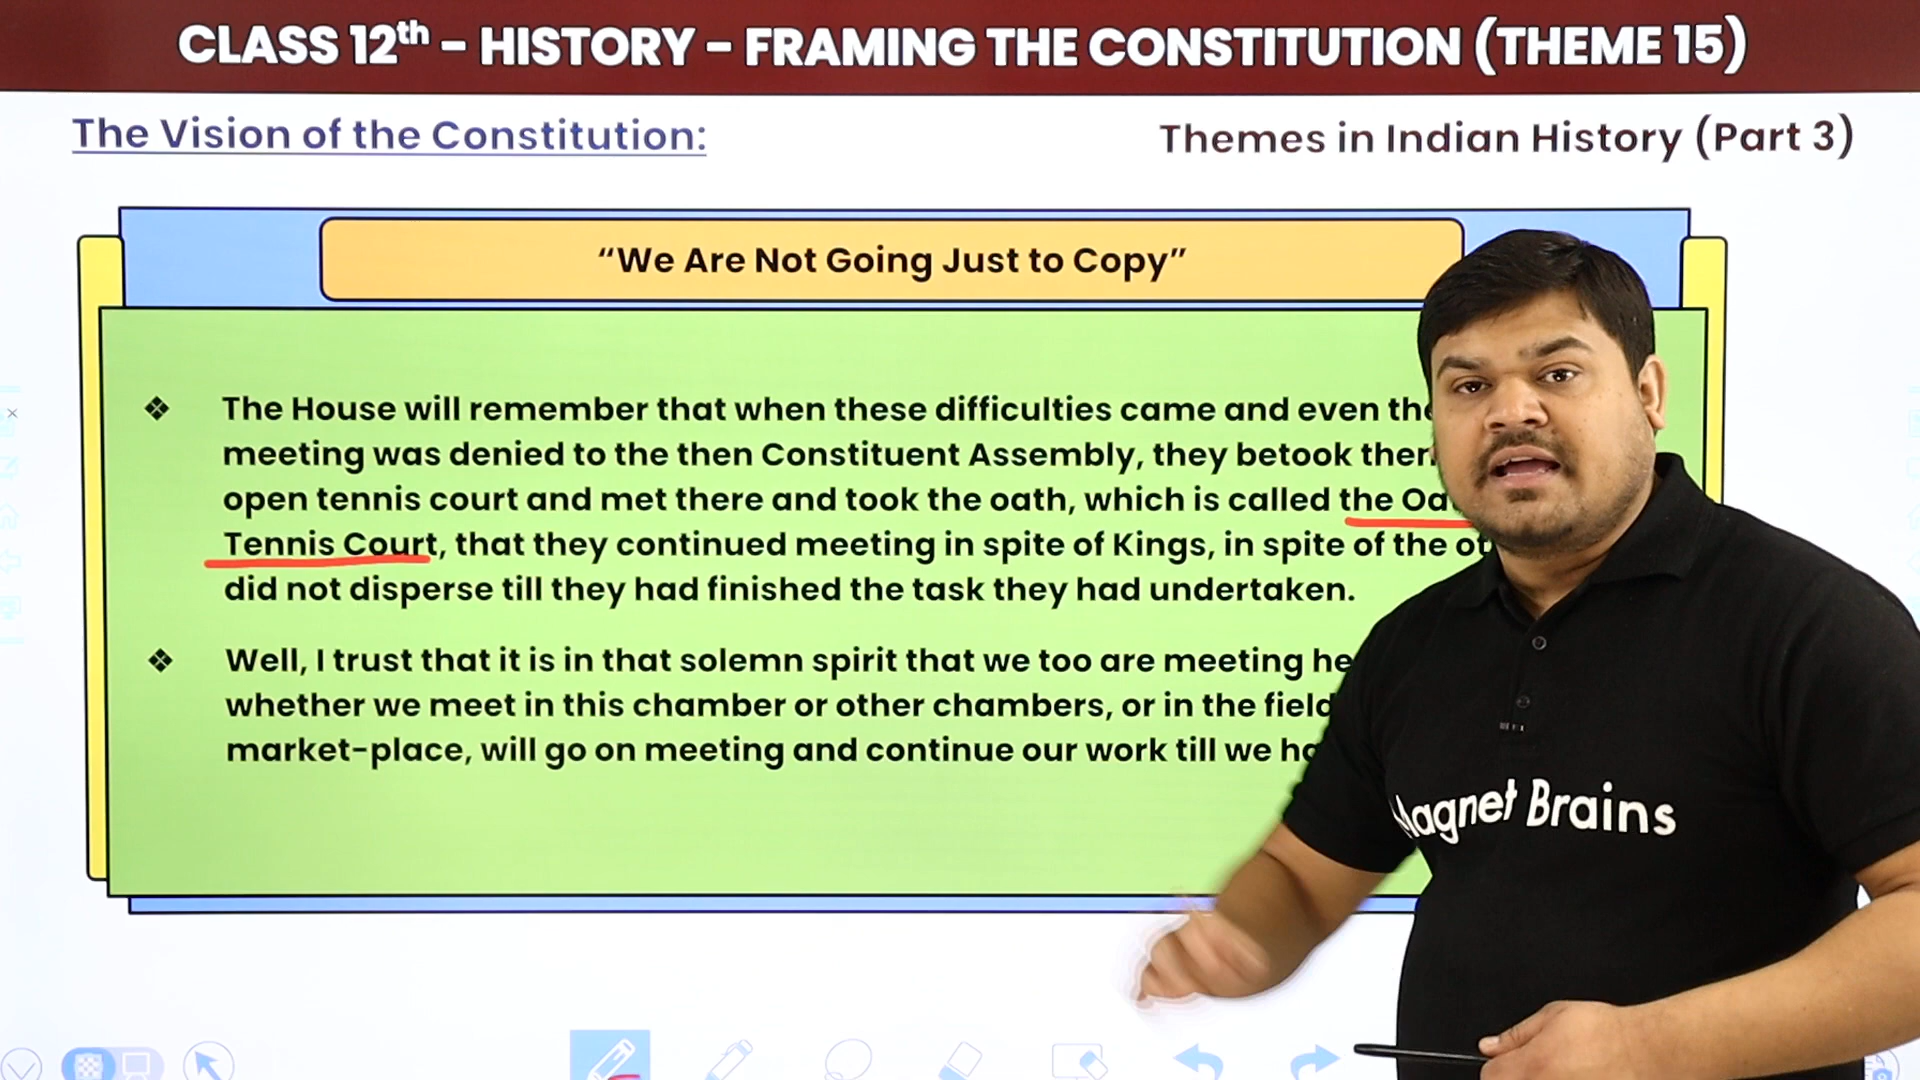 CLASS 12th - HISTORY - FRAMING THE CONSTITUTION (THEME 15)
The Vision of the Constitution:
Themes in Indian History (Part 3)
“We Are Not Going Just to Copy”
❖ The House will remember that when these difficulties came and even the
meeting was denied to the then Constituent Assembly, they betook
open tennis court and met there and took the oath, which is called the
Tennis Court, that they continued meeting in spite of Kings, in spite of the
did not disperse till they had finished the task they had undertaken.
❖ Well, I trust that it is in that solemn spirit that we too are meeting
whether we meet in this chamber or other chambers, or in the
market-place, will go on meeting and continue our work till we
Magnet Brains